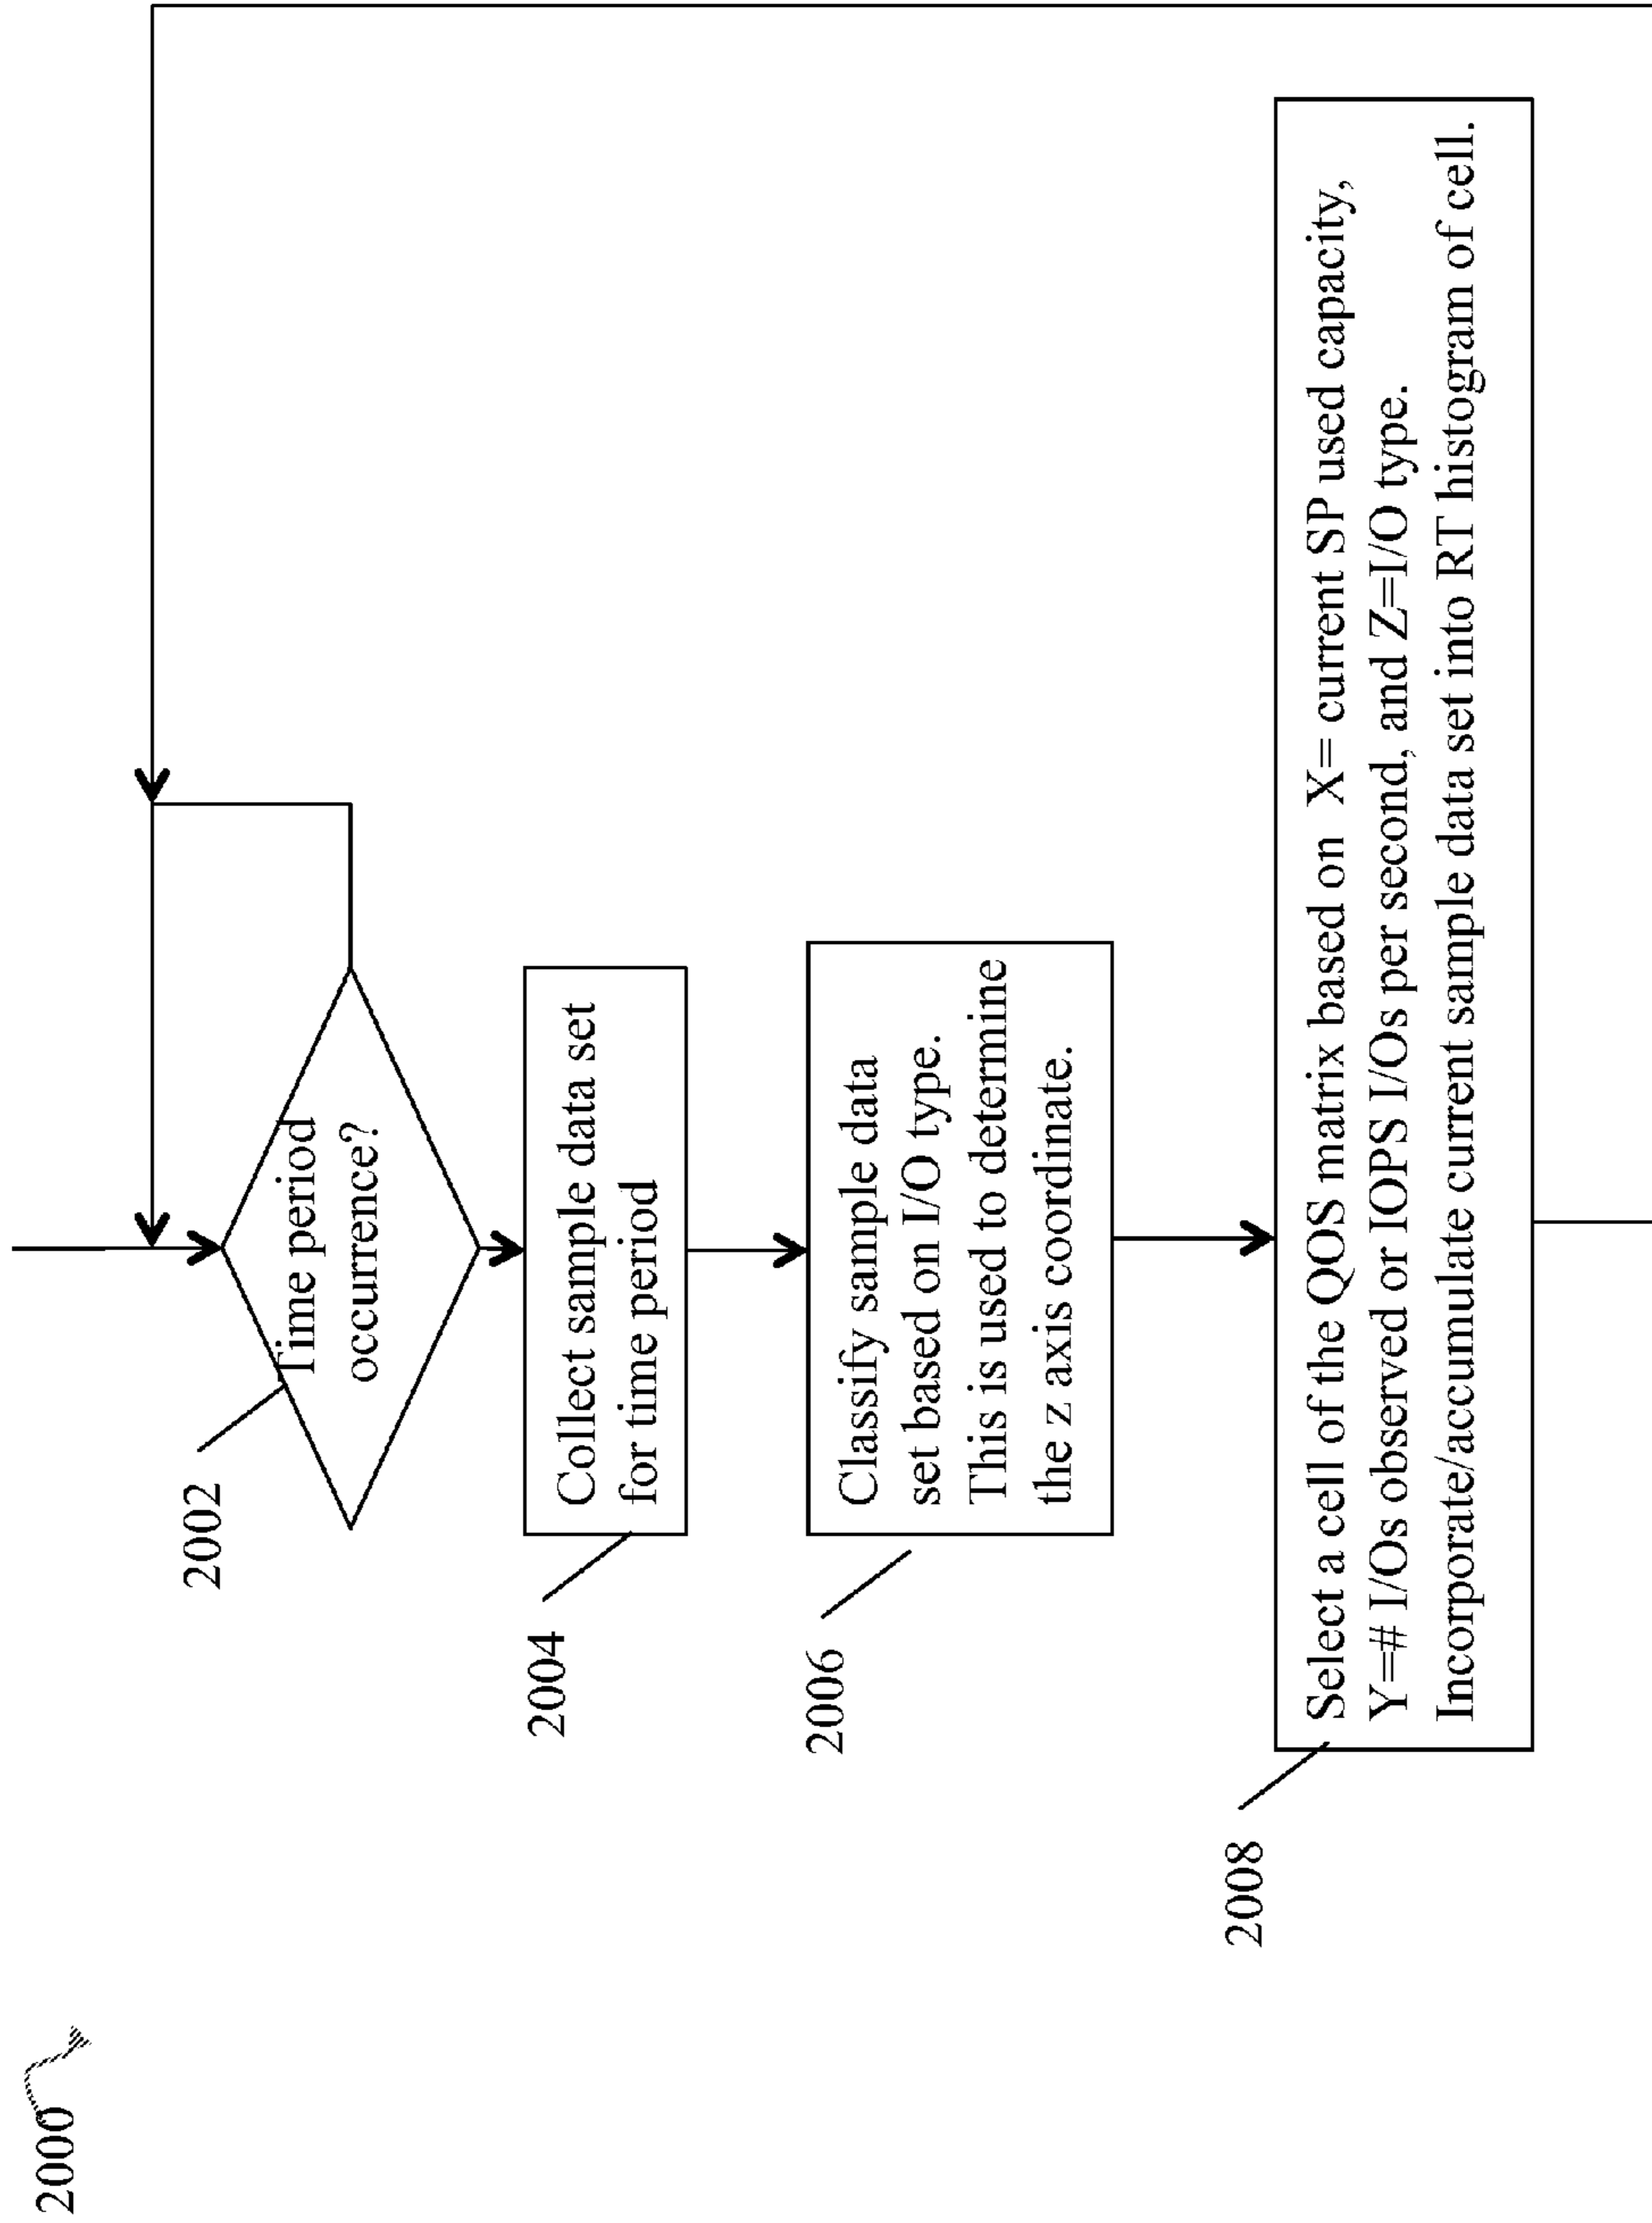 2000
2002
Time period
occurrence?
2004
Collect sample data set
for time period
2006
Classify sample data
set based on I/O type.
This is used to determine
the z axis coordinate.
2008
Select a cell of the QOS matrix based on X= current SP used capacity,
Y=# I/Os observed or IOPS I/Os per second, and Z=I/O type.
Incorporate/accumulate current sample data set into RT histogram of cell.